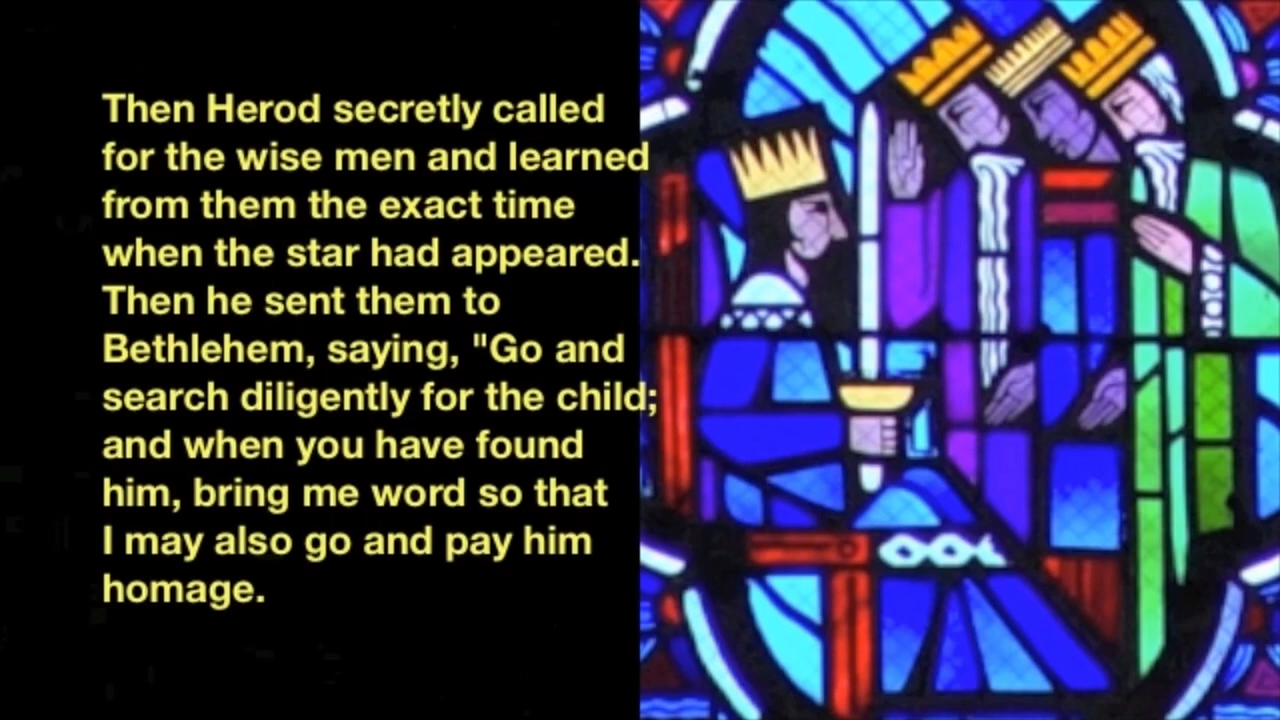 Then Herod secretly called
for the wise men and learned
from them the exact time
when the star had appeared.
Then he sent them to
Bethlehem, saying, "Go and
search diligently for the child;
and when you have found
him, bring me word so that
I may also go and pay him
homage.